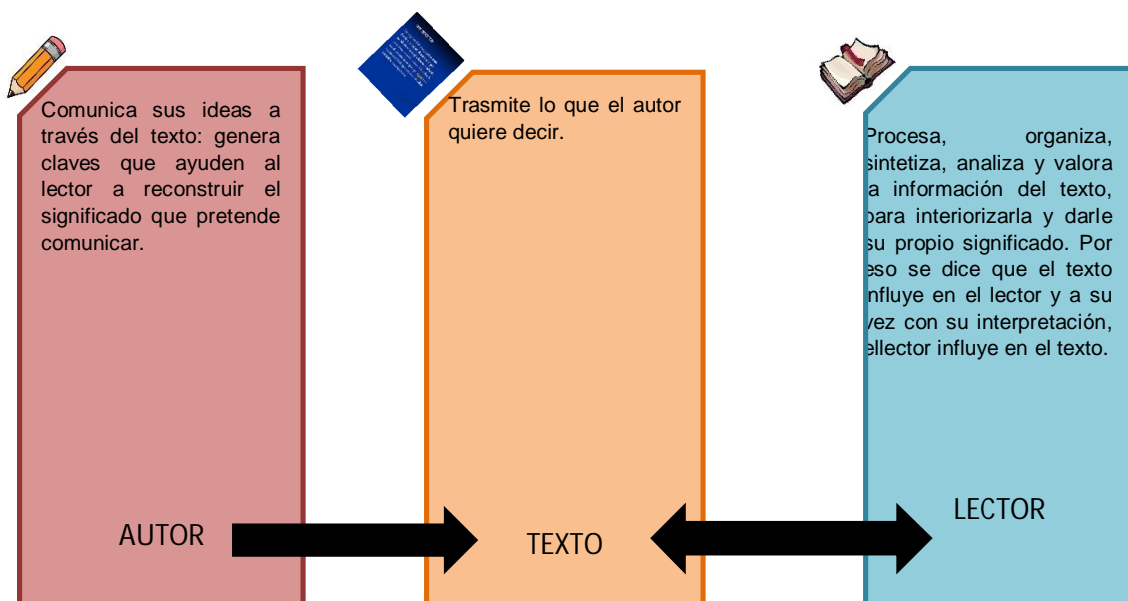 Comunica sus ideas a
través del texto: genera
claves que ayuden al
lector a reconstruir el
significado que pretende
comunicar.
AUTOR
Trasmite lo que el autor
quiere decir.
TEXTO
Procesa, organiza,
sintetiza, analiza y valora
la información del texto,
para interiorizarla y darle
su propio significado. Por
eso se dice que el texto
influye en el lector y a su
vez con su interpretación,
ellector influye en el texto.
LECTOR